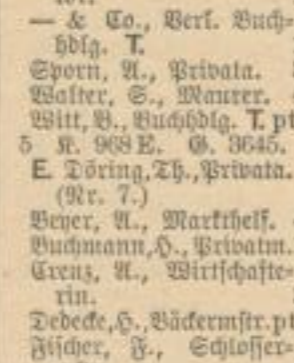 — & Co., Verl. Buch-
hdlg. T.
Sporn, A., Privata.
Walter, S., Maurer.
Witt, B., Buchhdlg. T. pt
5 K. 968 E. G. 3645.
E. Döring, Th., Privata.
(Nr. 7.)
Beyer, A., Markthelf.
Buchmann, H., Privatm.
Crenz, A., Wirtschafte-
rin.
Dedecke, H., Bäckermstr. pt
Fischer, F., Schlosser-